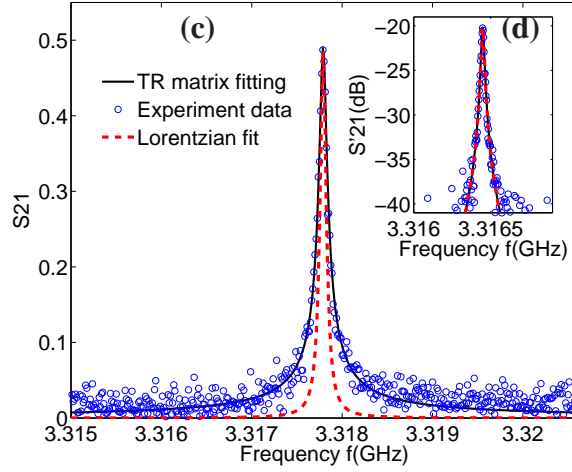 (c)
(d)
TR matrix fitting
Experiment data
Lorentzian fit
S21
0.5
0.4
0.3
0.2
0.1
0
3.315
3.316
3.317
3.318
3.319
3.32
Frequency f(GHz)
S'21(dB)
−20
−25
−30
−35
−40
3.316
3.3165
Frequency f(GHz)